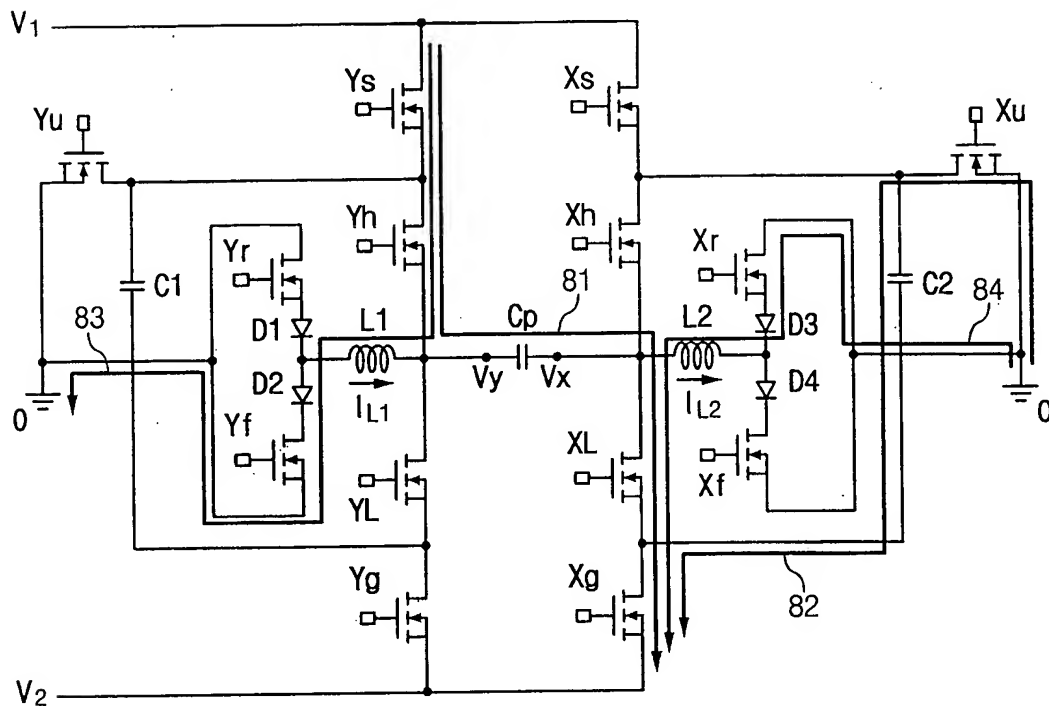 V1
Ys
Xs
Yu
Xu
Yh
Xh
Yr
Xr
C1
81
C2
83
D1
L1
Cp
L2
D3
84
Vy
Vx
D2
IL1
IL2
D4
0
0
Yf
XL
Xf
YL
Yg
Xg
82
V2